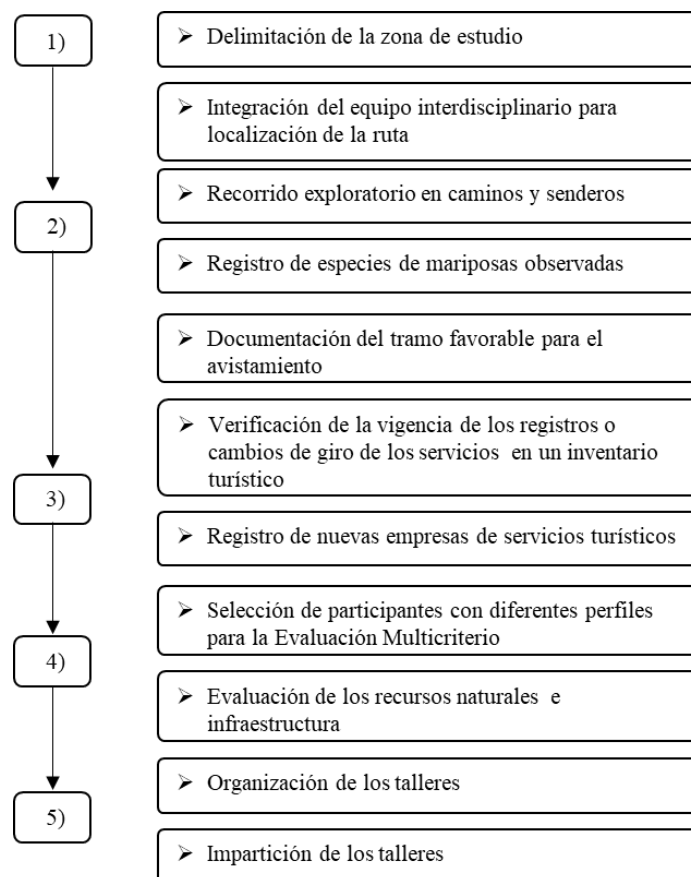 1)
➢ Delimitación de la zona de estudio
➢ Integración del equipo interdisciplinario para
localización de la ruta
2)
➢ Recorrido exploratorio en caminos y senderos
➢ Registro de especies de mariposas observadas
➢ Documentación del tramo favorable para el
avistamiento
3)
➢ Verificación de la vigencia de los registros o
cambios de giro de los servicios en un inventario
turístico
➢ Registro de nuevas empresas de servicios turísticos
4)
➢ Selección de participantes con diferentes perfiles
para la Evaluación Multicriterio
➢ Evaluación de los recursos naturales e
infraestructura
5)
➢ Organización de los talleres
➢ Impartición de los talleres